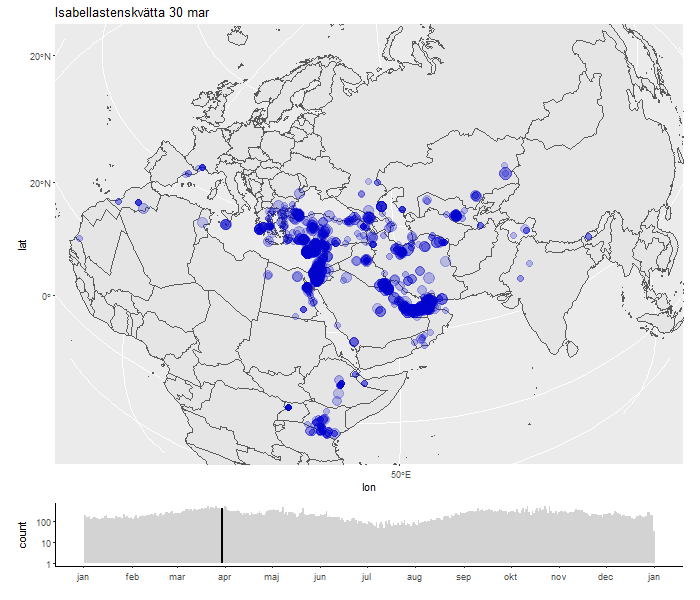 Isabellastenskvätta 30 mar
20°N
20°N
0°
lat
50°E
lon
count
100
10
1
jan feb mar apr maj jun jul aug sep okt nov dec jan